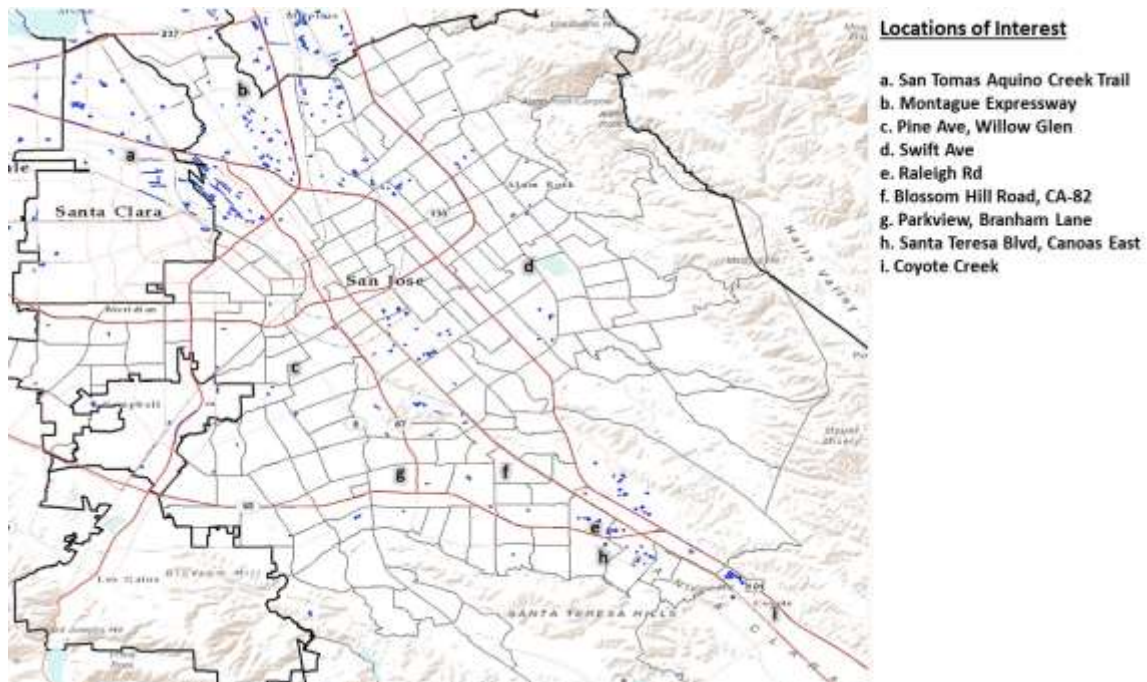 Locations of Interest
a. San Tomas Aquino Creek Trail
b. Montague Expressway
c. Pine Ave, Willow Glen
d. Swift Ave
e. Raleigh Rd
f. Blossom Hill Road, CA-82
g. Parkview, Branham Lane
h. Santa Teresa Blvd, Canoas East
i. Coyote Creek
237
b
a
Santa Clara
Alum Rock
130
d
San Jose
Halls Valley
c
Campbell
87
g
f
85
e
h
Los Gatos
SANTA TERESA HILLS
101
i